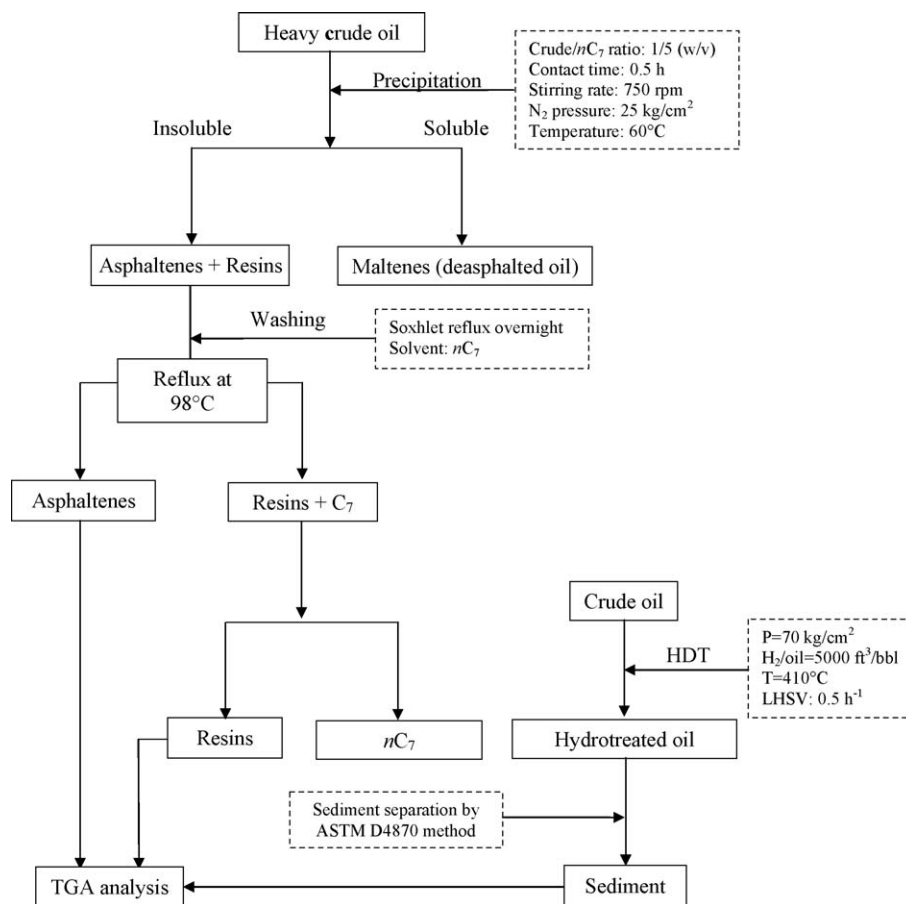 Heavy crude oil
Precipitation
Crude/nC₇ ratio: 1/5 (w/v)
Contact time: 0.5 h
Stirring rate: 750 rpm
N₂ pressure: 25 kg/cm²
Temperature: 60°C
Insoluble
Soluble
Asphaltenes + Resins
Maltenes (deasphalted oil)
Washing
Soxhlet reflux overnight
Solvent: nC₇
Reflux at
98°C
Asphaltenes
Resins + C₇
Crude oil
HDT
P=70 kg/cm²
H₂/oil=5000 ft³/bbl
T=410°C
LHSV: 0.5 h⁻¹
Resins
nC₇
Hydrotreated oil
Sediment separation by
ASTM D4870 method
TGA analysis
Sediment